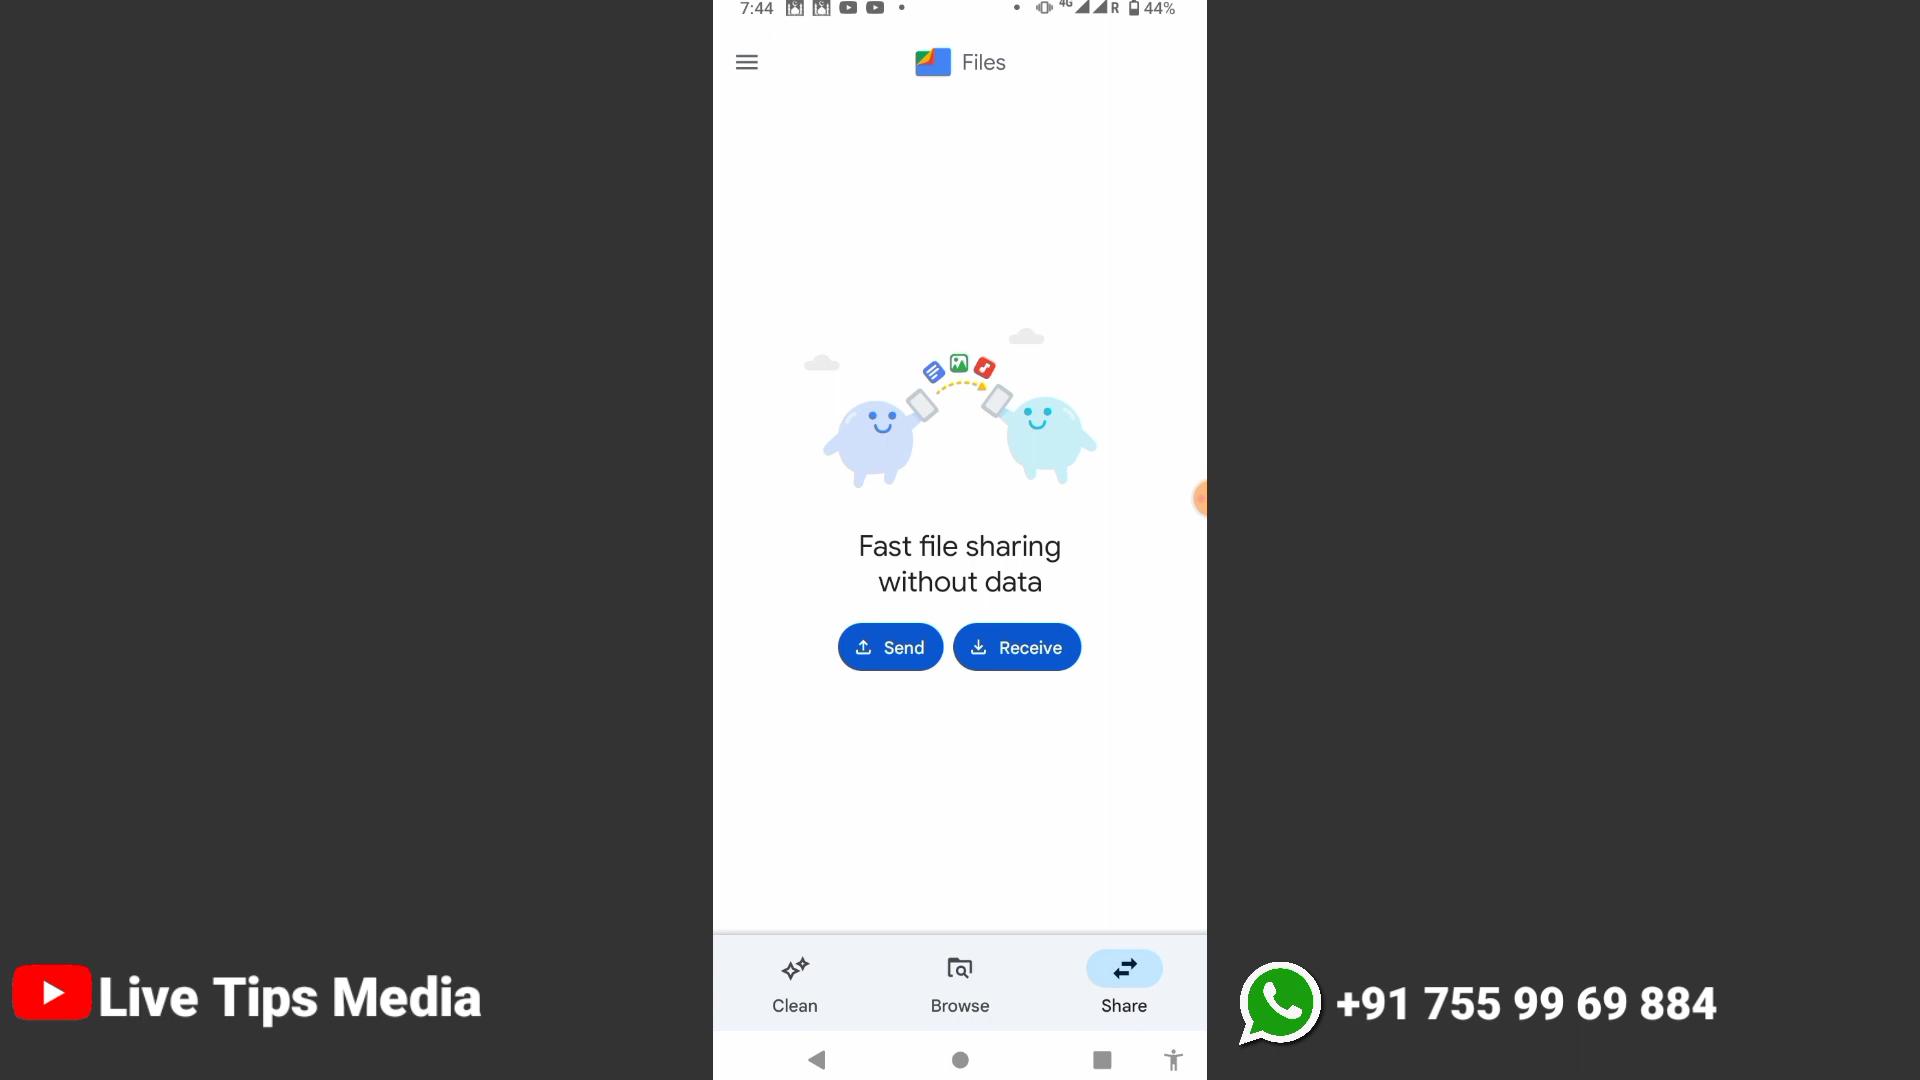 7:44 4G R 44%
Files
Fast file sharing
without data
Send Receive
Clean Browse Share
Live Tips Media
+91 755 99 69 884